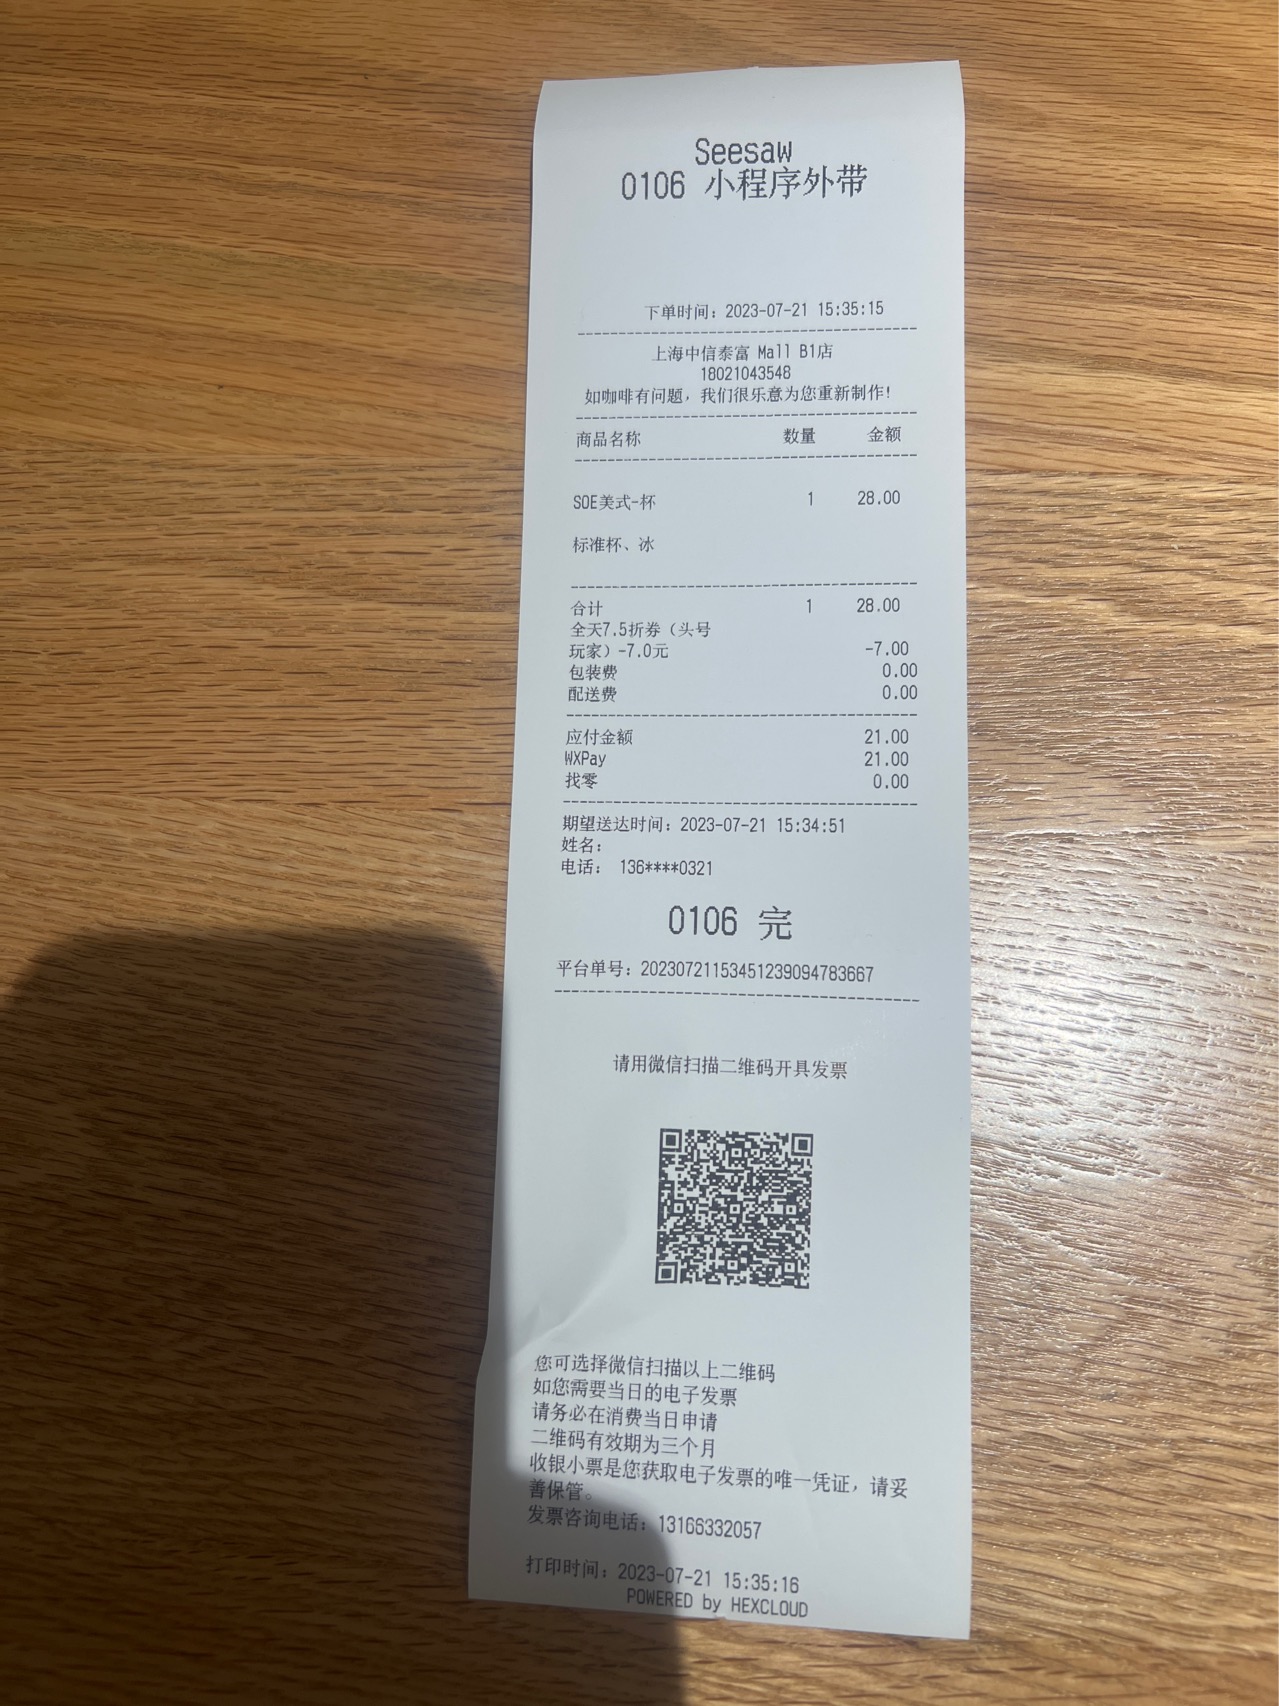 Seesaw
0106 小程序外带
下单时间：2023-07-21 15:35:15
上海中信泰富 Mall B1店
18021043548
如咖啡有问题，我们很乐意为您重新制作！
商品名称 数量 金额
SOE美式-杯 1 28.00
标准杯、冰
合计 1 28.00
全天7.5折券（头号
玩家）-7.0元 -7.00
包装费 0.00
配送费 0.00
应付金额 21.00
WXPay 21.00
找零 0.00
期望送达时间：2023-07-21 15:34:51
姓名：
电话： 136****0321
0106 完
平台单号：20230721153451239094783667
请用微信扫描二维码开具发票
您可选择微信扫描以上二维码
如您需要当日的电子发票
请务必在消费当日申请
二维码有效期为三个月
收银小票是您获取电子发票的唯一凭证，请妥
善保管。
发票咨询电话：13166332057
打印时间：2023-07-21 15:35:16
POWERED by HEXCLOUD